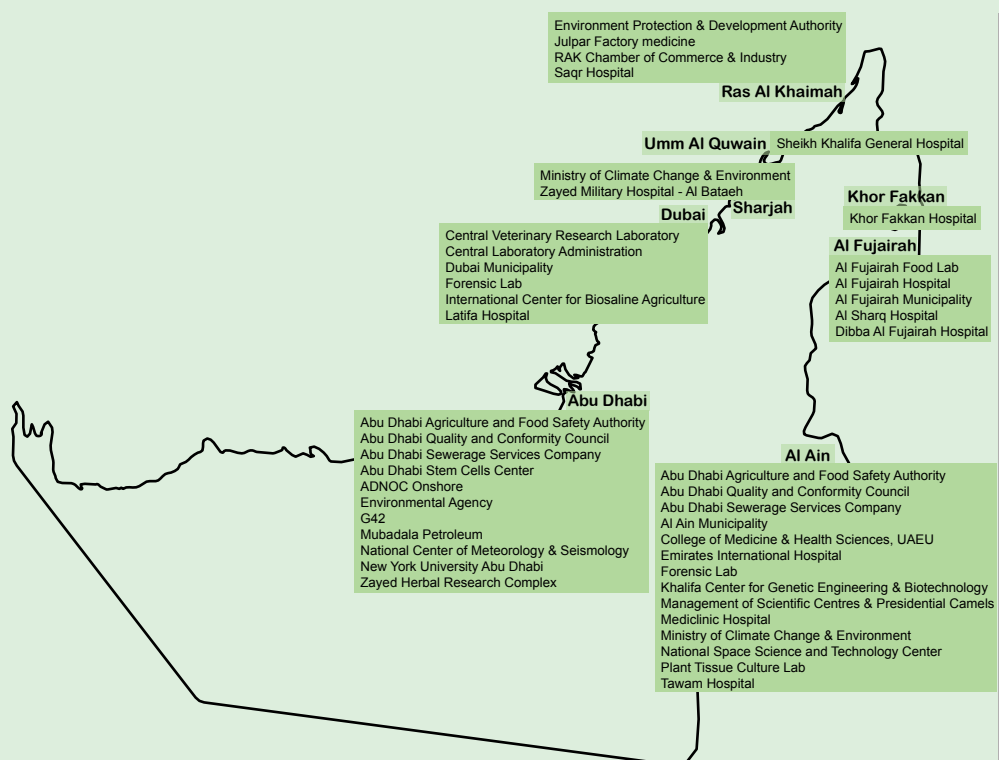 Environment Protection & Development Authority
Julpar Factory medicine
RAK Chamber of Commerce & Industry
Saqr Hospital
Ras Al Khaimah
Umm Al Quwain
Sheikh Khalifa General Hospital
Ministry of Climate Change & Environment
Zayed Military Hospital - Al Bataeh
Sharjah
Khor Fakkan
Khor Fakkan Hospital
Dubai
Central Veterinary Research Laboratory
Central Laboratory Administration
Dubai Municipality
Forensic Lab
International Center for Biosaline Agriculture
Latifa Hospital
Al Fujairah
Al Fujairah Food Lab
Al Fujairah Hospital
Al Fujairah Municipality
Al Sharq Hospital
Dibba Al Fujairah Hospital
Abu Dhabi
Abu Dhabi Agriculture and Food Safety Authority
Abu Dhabi Quality and Conformity Council
Abu Dhabi Sewerage Services Company
Abu Dhabi Stem Cells Center
ADNOC Onshore
Environmental Agency
G42
Mubadala Petroleum
National Center of Meteorology & Seismology
New York University Abu Dhabi
Zayed Herbal Research Complex
Al Ain
Abu Dhabi Agriculture and Food Safety Authority
Abu Dhabi Quality and Conformity Council
Abu Dhabi Sewerage Services Company
Al Ain Municipality
College of Medicine & Health Sciences, UAEU
Emirates International Hospital
Forensic Lab
Khalifa Center for Genetic Engineering & Biotechnology
Management of Scientific Centres & Presidential Camels
Mediclinic Hospital
Ministry of Climate Change & Environment
National Space Science and Technology Center
Plant Tissue Culture Lab
Tawam Hospital